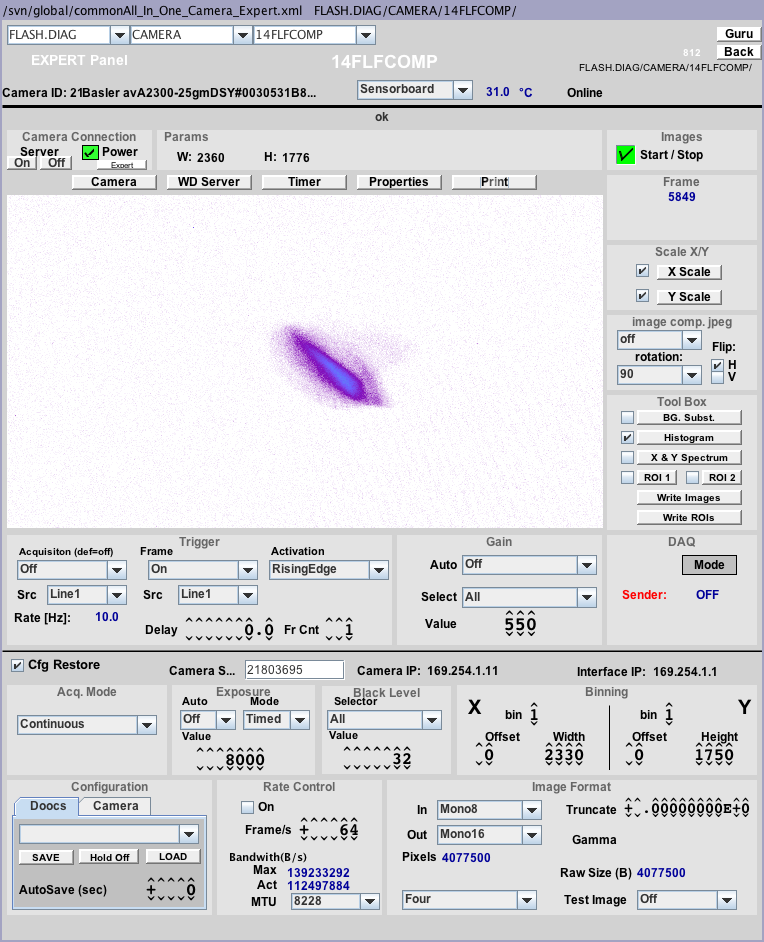 /svn/global/commonAll_In_One_Camera_Expert.xml FLASH.DIAG/CAMERA/14FLFCOMP/
FLASH.DIAG CAMERA 14FLFCOMP Guru
812 Back
EXPERT Panel 14FLFCOMP
FLASH.DIAG/CAMERA/14FLFCOMP/
Camera ID: 21Basler avA2300-25gmDSY#0030531B8... Sensorboard 31.0 °C Online
ok
Camera Connection Params Images
Server Power W: 2360 H: 1776 Start / Stop
On Off Expert
Camera WD Server Timer Properties Print
Frame
5849
Scale X/Y
X Scale
Y Scale
image comp. jpeg
off Flip:
rotation: H
90 V
Tool Box
BG. Subst.
Histogram
X & Y Spectrum
ROI 1 ROI 2
Write Images
Write ROIs
Trigger Gain DAQ
Acquisiton (def=off) Frame Activation
Off On RisingEdge Auto Off Mode
Src Line1 Src Line1 Select All Sender: OFF
Rate [Hz]: 10.0 Delay 0.0 Fr Cnt 1 Value 550
Cfg Restore Camera S... 21803695 Camera IP: 169.254.1.11 Interface IP: 169.254.1.1
Acq. Mode Exposure Black Level Binning
Auto Mode Selector X bin 1 bin 1 Y
Continuous Off Timed All
Value Value Offset Width Offset Height
8000 32 0 2330 0 1750
Configuration Rate Control Image Format
Doocs Camera On In Mono8 Truncate +.00000000E+0
Frame/s + 64 Out Mono16 Gamma
SAVE Hold Off LOAD Bandwith(B/s) Pixels 4077500
Max 139233292 Raw Size (B) 4077500
AutoSave (sec) + 0 Act 112497884
MTU 8228 Four Test Image Off